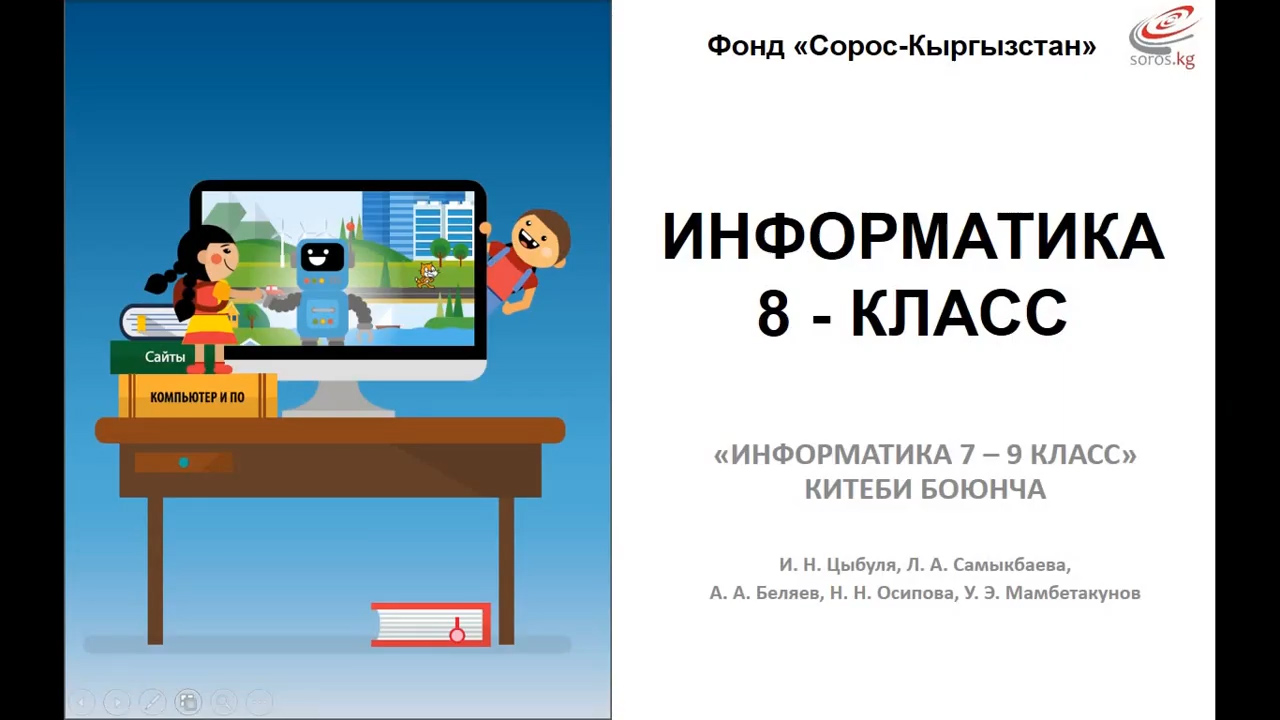 Фонд «Сорос-Кыргызстан»
soros.kg
ИНФОРМАТИКА
8 - КЛАСС
«ИНФОРМАТИКА 7 – 9 КЛАСС»
КИТЕБИ БОЮНЧА
И. Н. Цыбуля, Л. А. Самыкбаева,
А. А. Беляев, Н. Н. Осипова, У. Э. Мамбетакунов
Сайты
КОМПЬЮТЕР И ПО